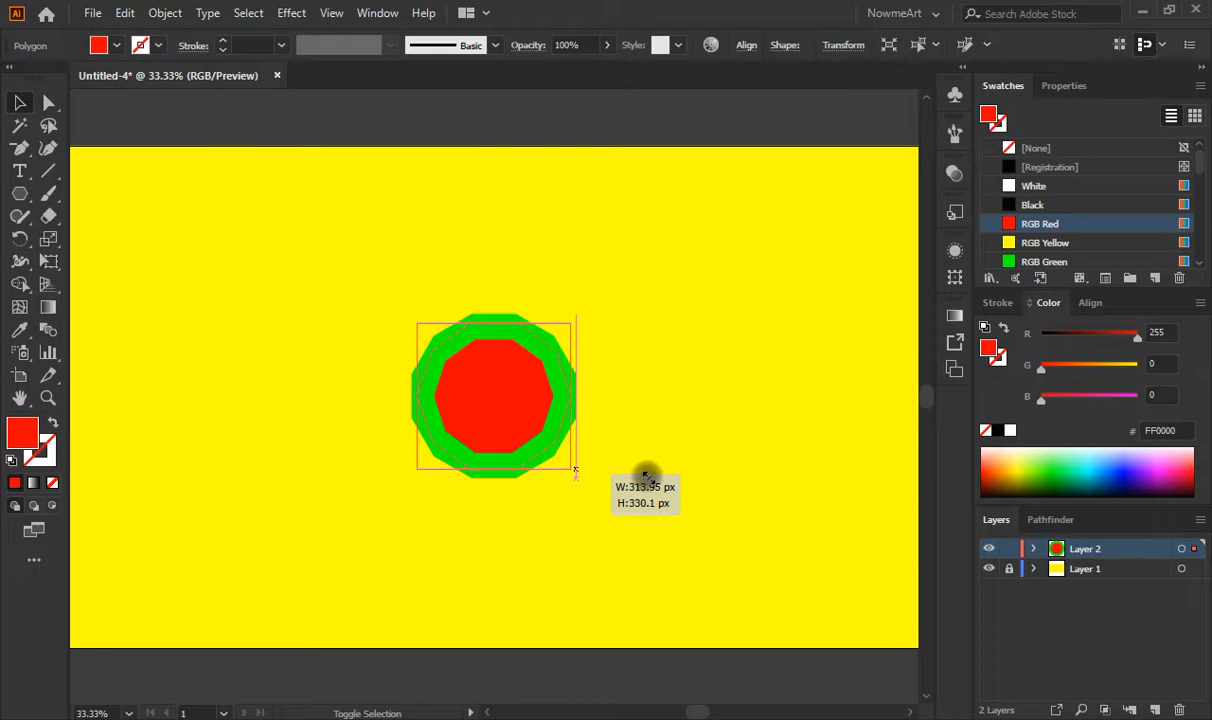 Ai File Edit Object Type Select Effect View Window Help NowmeArt Search Adobe Stock
Polygon Stroke: Basic Opacity: 100% Style: Align Shape: Transform
Untitled-4* @ 33.33% (RGB/Preview)
Swatches Properties
[None]
[Registration]
White
Black
RGB Red
RGB Yellow
RGB Green
Stroke Color Align
R 255
G 0
B 0
# FF0000
W:313.95 px
H:330.1 px
Layers Pathfinder
Layer 2
Layer 1
2 Layers
33.33% 1 Toggle Selection